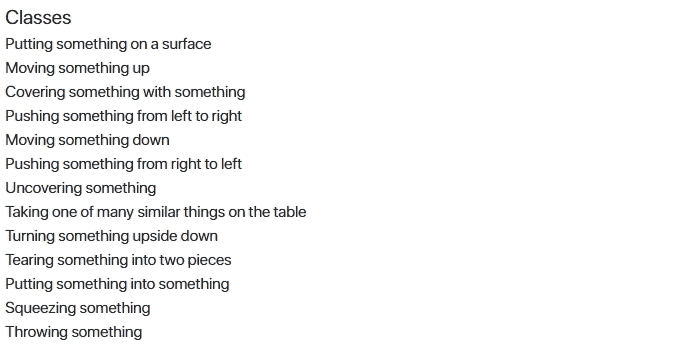 Classes
Putting something on a surface
Moving something up
Covering something with something
Pushing something from left to right
Moving something down
Pushing something from right to left
Uncovering something
Taking one of many similar things on the table
Turning something upside down
Tearing something into two pieces
Putting something into something
Squeezing something
Throwing something